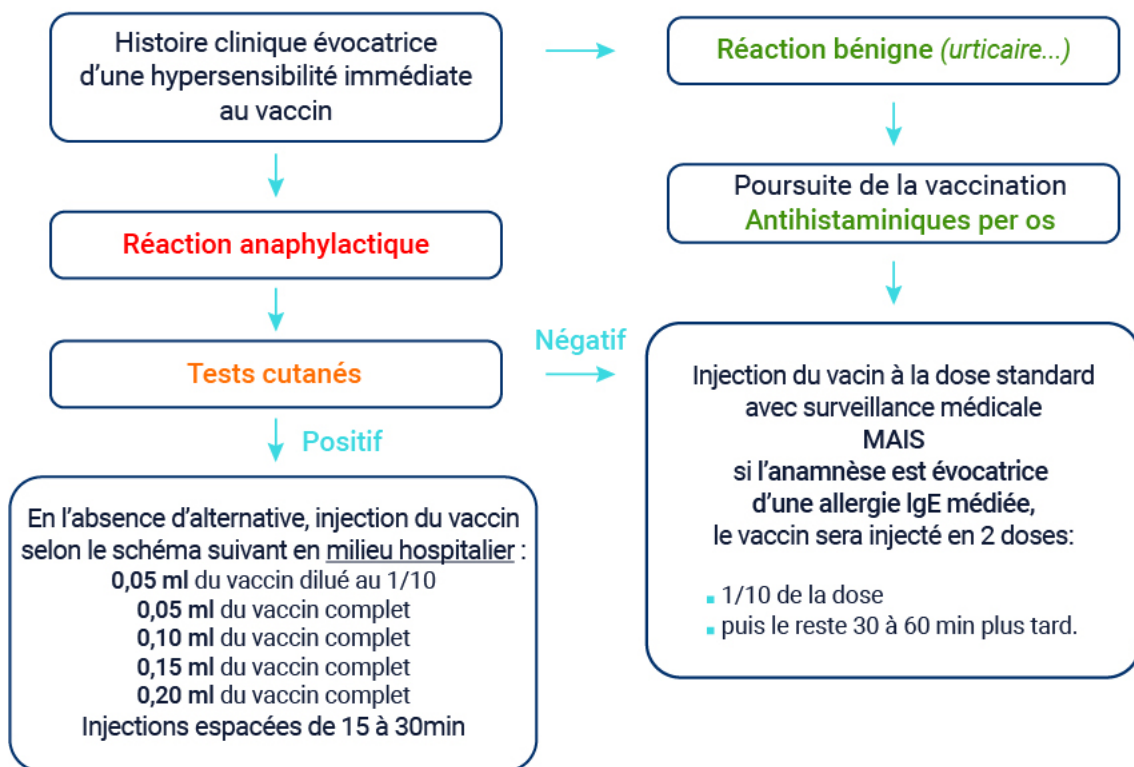 Histoire clinique évocatrice
d’une hypersensibilité immédiate
au vaccin
Réaction bénigne (urticaire...)
Poursuite de la vaccination
Antihistaminiques per os
Réaction anaphylactique
Tests cutanés
Négatif
Positif
Injection du vacin à la dose standard
avec surveillance médicale
MAIS
si l’anamnèse est évocatrice
d’une allergie IgE médiée,
le vaccin sera injecté en 2 doses:
▪ 1/10 de la dose
▪ puis le reste 30 à 60 min plus tard.
En l’absence d’alternative, injection du vaccin
selon le schéma suivant en milieu hospitalier :
0,05 ml du vaccin dilué au 1/10
0,05 ml du vaccin complet
0,10 ml du vaccin complet
0,15 ml du vaccin complet
0,20 ml du vaccin complet
Injections espacées de 15 à 30min